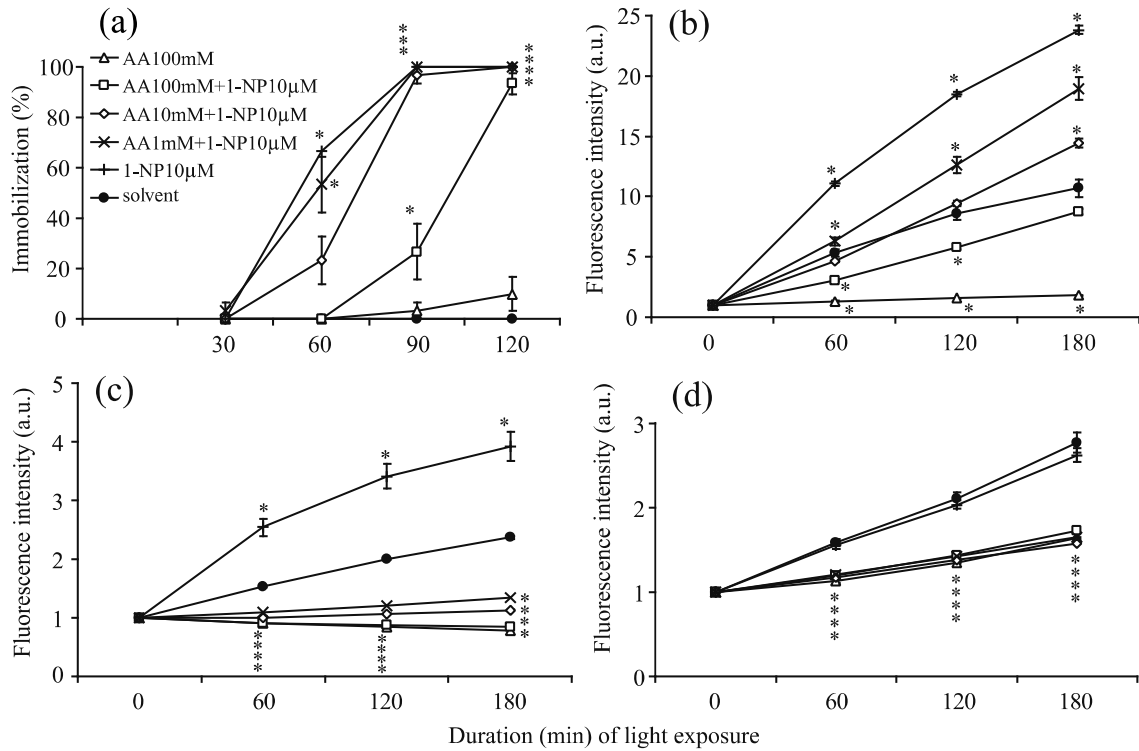 (a)
AA100mM
AA100mM+1-NP10µM
AA10mM+1-NP10µM
AA1mM+1-NP10µM
1-NP10µM
solvent
Immobilization (%)
100
80
60
40
20
0
30
60
90
120
* * *
* * * *
*
*
*
(b)
Fluorescence intensity (a.u.)
25
20
15
10
5
0
0
60
120
180
*
*
*
*
*
*
*
*
*
*
*
*
(c)
Fluorescence intensity (a.u.)
5
4
3
2
1
0
0
60
120
180
*
*
*
* * * *
* * * *
* * * *
(d)
Fluorescence intensity (a.u.)
3
2
1
0
0
60
120
180
* * * *
* * * *
* * * *
Duration (min) of light exposure